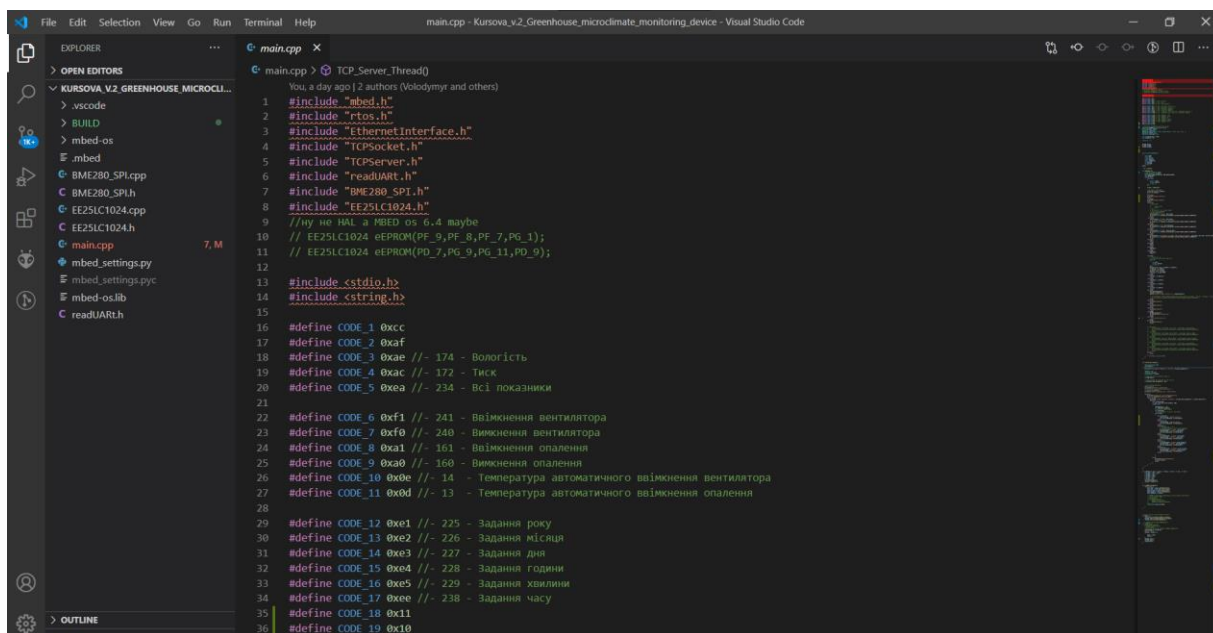 File Edit Selection View Go Run Terminal Help main.cpp - Kursova_v.2_Greenhouse_microclimate_monitoring_device - Visual Studio Code
EXPLORER ...
main.cpp ×
> OPEN EDITORS
KURSOVA_V.2_GREENHOUSE_MICROCLI...
> .vscode
> BUILD
> mbed-os
.mbed
BME280_SPI.cpp
BME280_SPI.h
EE25LC1024.cpp
EE25LC1024.h
main.cpp 7, M
mbed_settings.py
mbed_settings.pyc
mbed-os.lib
readUARt.h
> OUTLINE
1K+
main.cpp > TCP_Server_Thread()
You, a day ago | 2 authors (Volodymyr and others)
1 #include "mbed.h"
2 #include "rtos.h"
3 #include "EthernetInterface.h"
4 #include "TCPSocket.h"
5 #include "TCPServer.h"
6 #include "readUARt.h"
7 #include "BME280_SPI.h"
8 #include "EE25LC1024.h"
9 //ну не HAL а MBED os 6.4 maybe
10 // EE25LC1024 eEPROM(PF_9,PF_8,PF_7,PG_1);
11 // EE25LC1024 eEPROM(PD_7,PG_9,PG_11,PD_9);
12
13 #include <stdio.h>
14 #include <string.h>
15
16 #define CODE_1 0xcc
17 #define CODE_2 0xaf
18 #define CODE_3 0xae //- 174 - Вологість
19 #define CODE_4 0xac //- 172 - Тиск
20 #define CODE_5 0xea //- 234 - Всі показники
21
22 #define CODE_6 0xf1 //- 241 - Ввімкнення вентилятора
23 #define CODE_7 0xf0 //- 240 - Вимкнення вентилятора
24 #define CODE_8 0xa1 //- 161 - Ввімкнення опалення
25 #define CODE_9 0xa0 //- 160 - Вимкнення опалення
26 #define CODE_10 0x0e //- 14 - Температура автоматичного ввімкнення вентилятора
27 #define CODE_11 0x0d //- 13 - Температура автоматичного ввімкнення опалення
28
29 #define CODE_12 0xe1 //- 225 - Задання року
30 #define CODE_13 0xe2 //- 226 - Задання місяця
31 #define CODE_14 0xe3 //- 227 - Задання дня
32 #define CODE_15 0xe4 //- 228 - Задання години
33 #define CODE_16 0xe5 //- 229 - Задання хвилини
34 #define CODE_17 0xee //- 238 - Задання часу
35 #define CODE_18 0x11
36 #define CODE_19 0x10